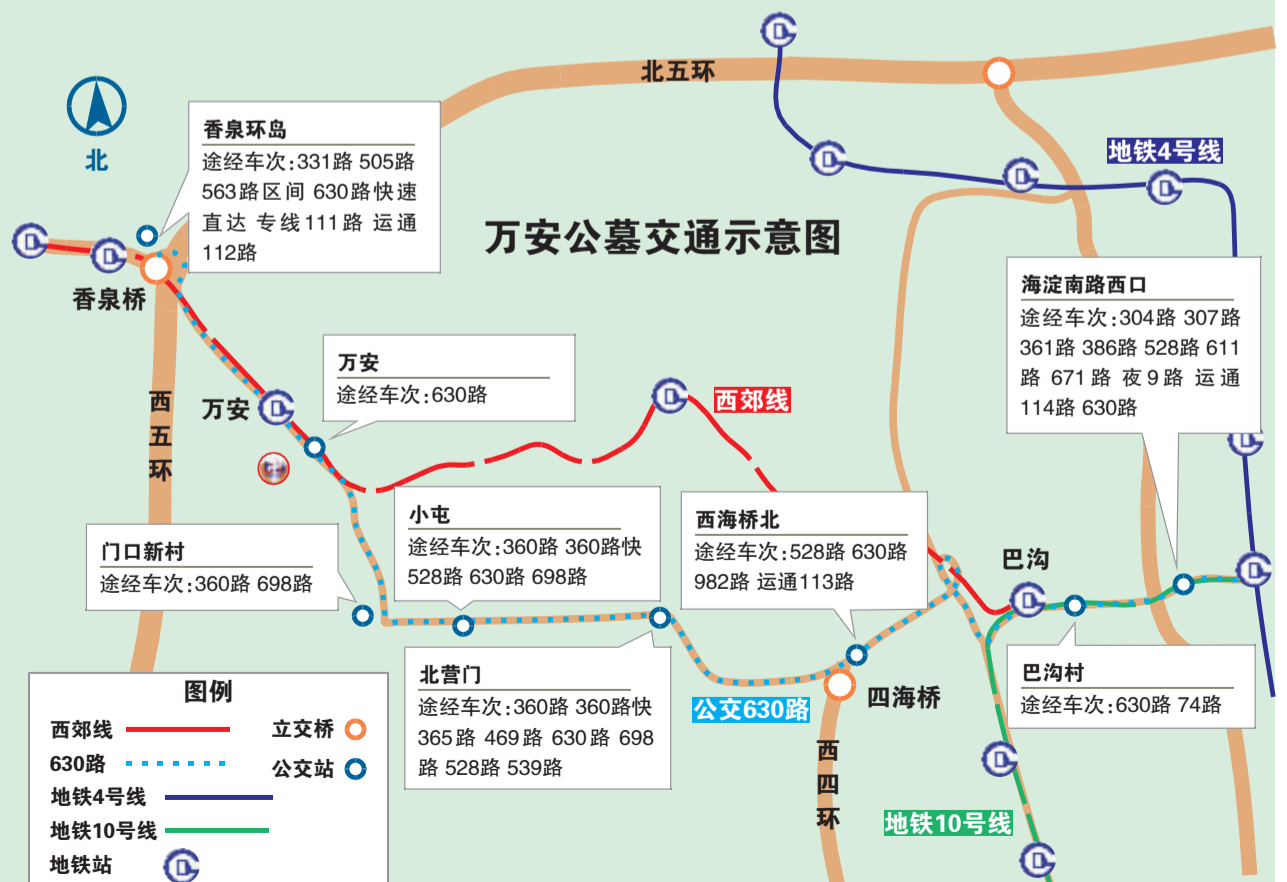 北五环
北
香泉环岛
途经车次:331路 505路
563路区间 630路快速
直达 专线111路 运通
112路
地铁4号线
万安公墓交通示意图
香泉桥
海淀南路西口
途经车次:304路 307路
361路 386路 528路 611
路 671路 夜9路 运通
114路 630路
万安
途经车次:630路
西五环
万安
西郊线
门口新村
途经车次:360路 698路
小屯
途经车次:360路 360路快
528路 630路 698路
西海桥北
途经车次:528路 630路
982路 运通113路
巴沟
北营门
途经车次:360路 360路快
365路 469路 630路 698
路 528路 539路
公交630路
四海桥
巴沟村
途经车次:630路 74路
西四环
地铁10号线
图例
西郊线
立交桥
630路
公交站
地铁4号线
地铁10号线
地铁站